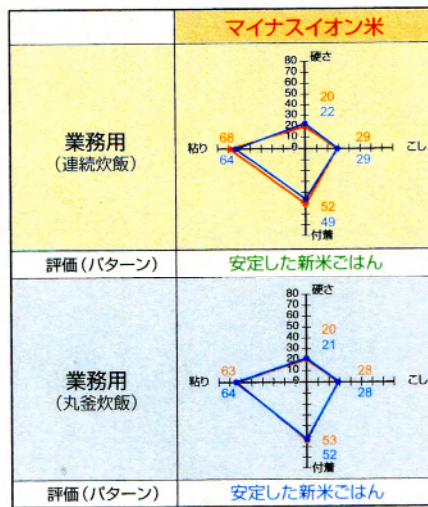 マイナスイオン米
業務用
(連続炊飯)
硬さ
80
70
60
50
40
30
20
10
0
20
22
68
64
粘り
29
29
こし
52
49
付着
評価(パターン)
安定した新米ごはん
業務用
(丸釜炊飯)
硬さ
80
70
60
50
40
30
20
10
0
20
21
63
64
粘り
28
28
こし
53
52
付着
評価(パターン)
安定した新米ごはん